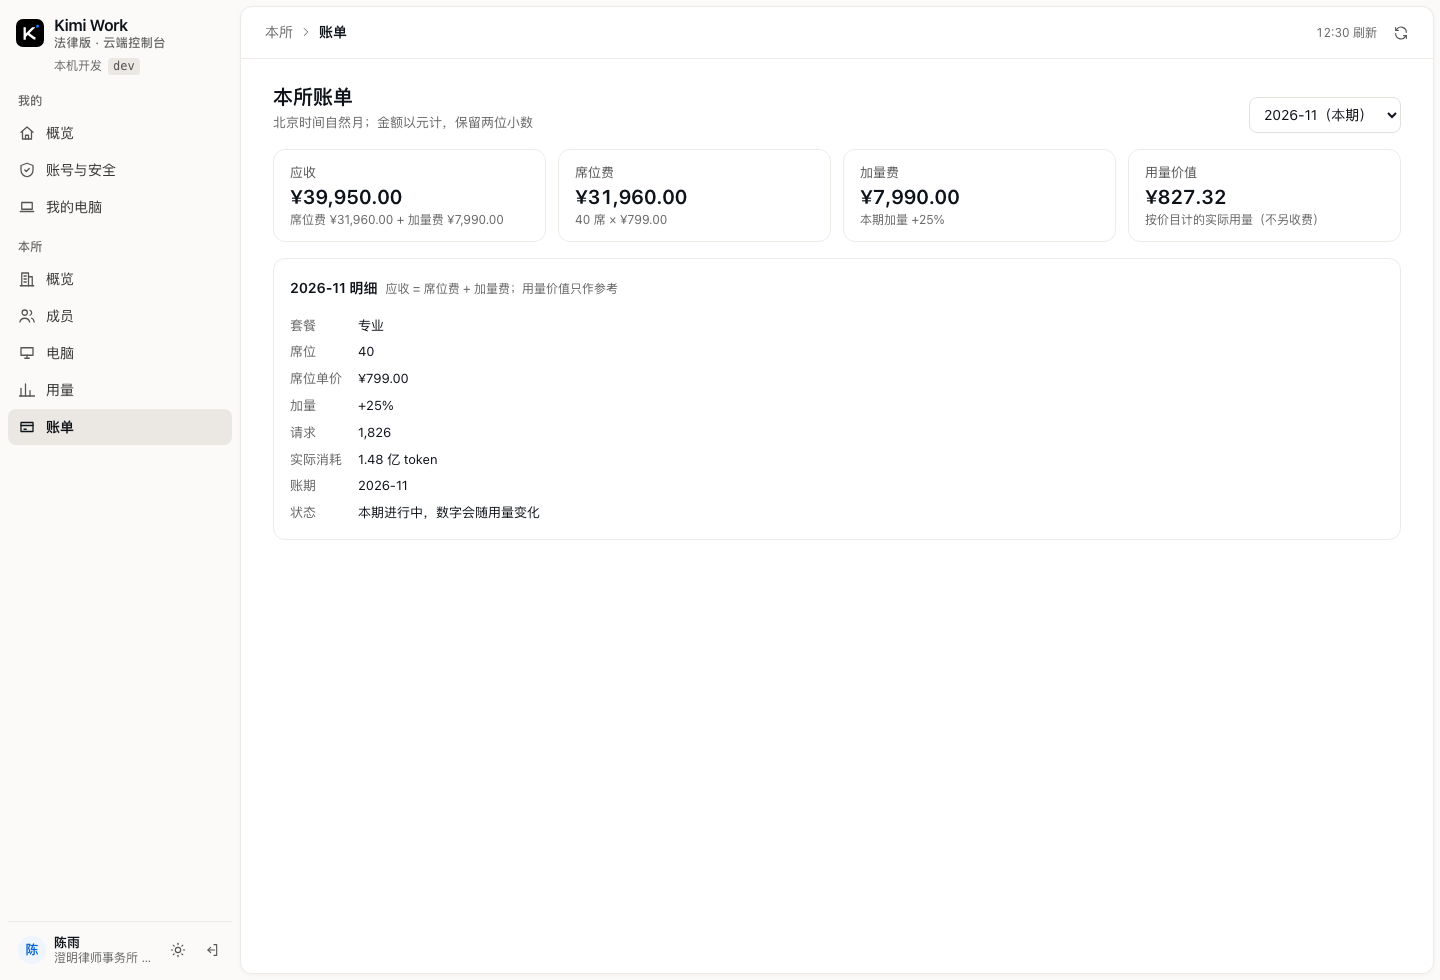 Kimi Work
法律版 · 云端控制台
本机开发 dev
我的
概览
账号与安全
我的电脑
本所
概览
成员
电脑
用量
账单
陈 陈雨
澄明律师事务所 ...
本所 > 账单
12:30 刷新
本所账单
北京时间自然月；金额以元计，保留两位小数
2026-11（本期）
应收
¥39,950.00
席位费 ¥31,960.00 + 加量费 ¥7,990.00
席位费
¥31,960.00
40 席 × ¥799.00
加量费
¥7,990.00
本期加量 +25%
用量价值
¥827.32
按价目计的实际用量（不另收费）
2026-11 明细 应收 = 席位费 + 加量费；用量价值只作参考
套餐 专业
席位 40
席位单价 ¥799.00
加量 +25%
请求 1,826
实际消耗 1.48 亿 token
账期 2026-11
状态 本期进行中，数字会随用量变化